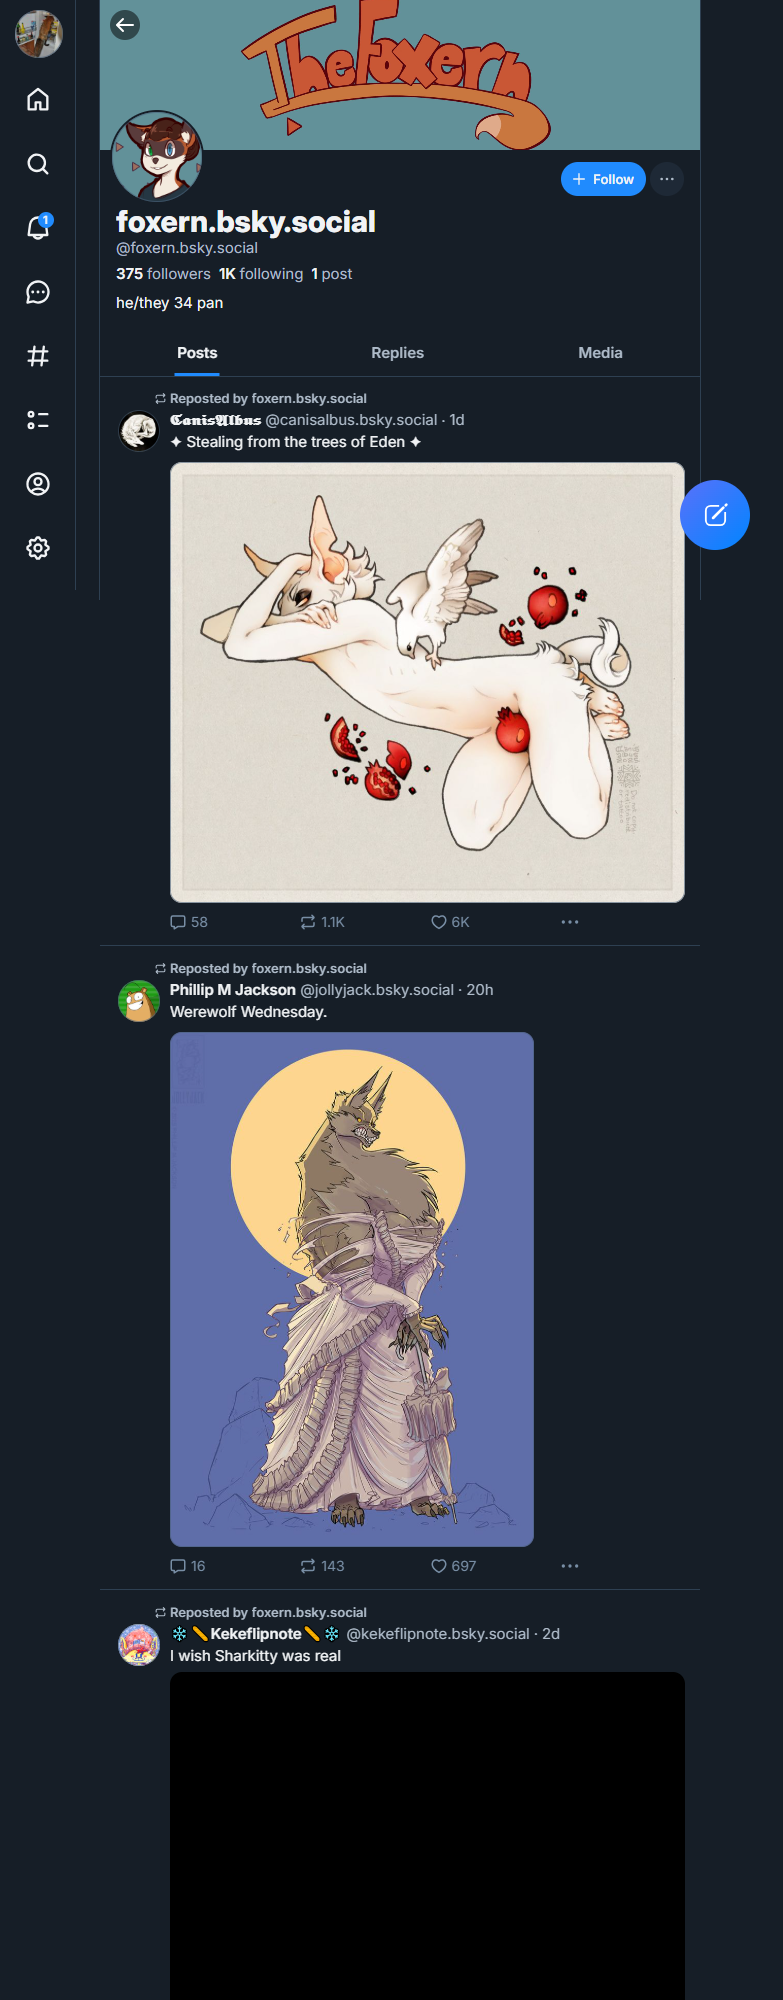 TheFoxern
Follow
foxern.bsky.social
@foxern.bsky.social
375 followers 1K following 1 post
he/they 34 pan
1
Posts Replies Media
Reposted by foxern.bsky.social
𝕮𝖆𝖓𝖎𝖘𝕬𝖑𝖇𝖚𝖘 @canisalbus.bsky.social · 1d
✦ Stealing from the trees of Eden ✦
58 1.1K 6K
Reposted by foxern.bsky.social
Phillip M Jackson @jollyjack.bsky.social · 20h
Werewolf Wednesday.
16 143 697
Reposted by foxern.bsky.social
❄️ ✏️Kekeflipnote✏️ ❄️ @kekeflipnote.bsky.social · 2d
I wish Sharkitty was real